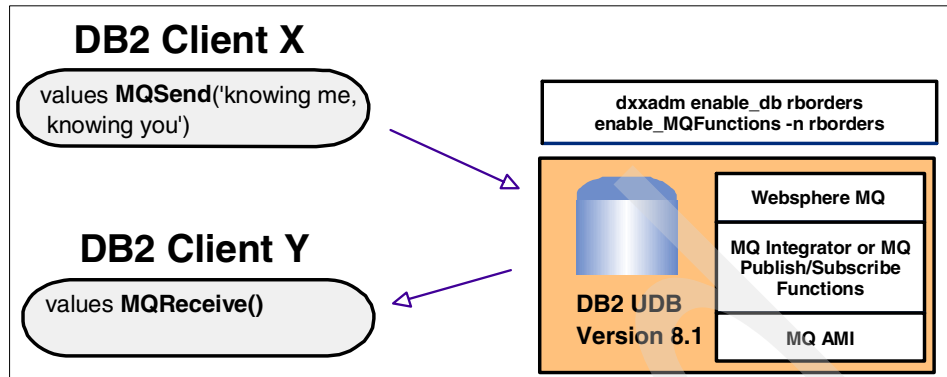 DB2 Client X
values MQSend('knowing me,
knowing you')
dxxadm enable_db rborders
enable_MQFunctions -n rborders
DB2 Client Y
values MQReceive()
DB2 UDB
Version 8.1
Websphere MQ
MQ Integrator or MQ
Publish/Subscribe
Functions
MQ AMI